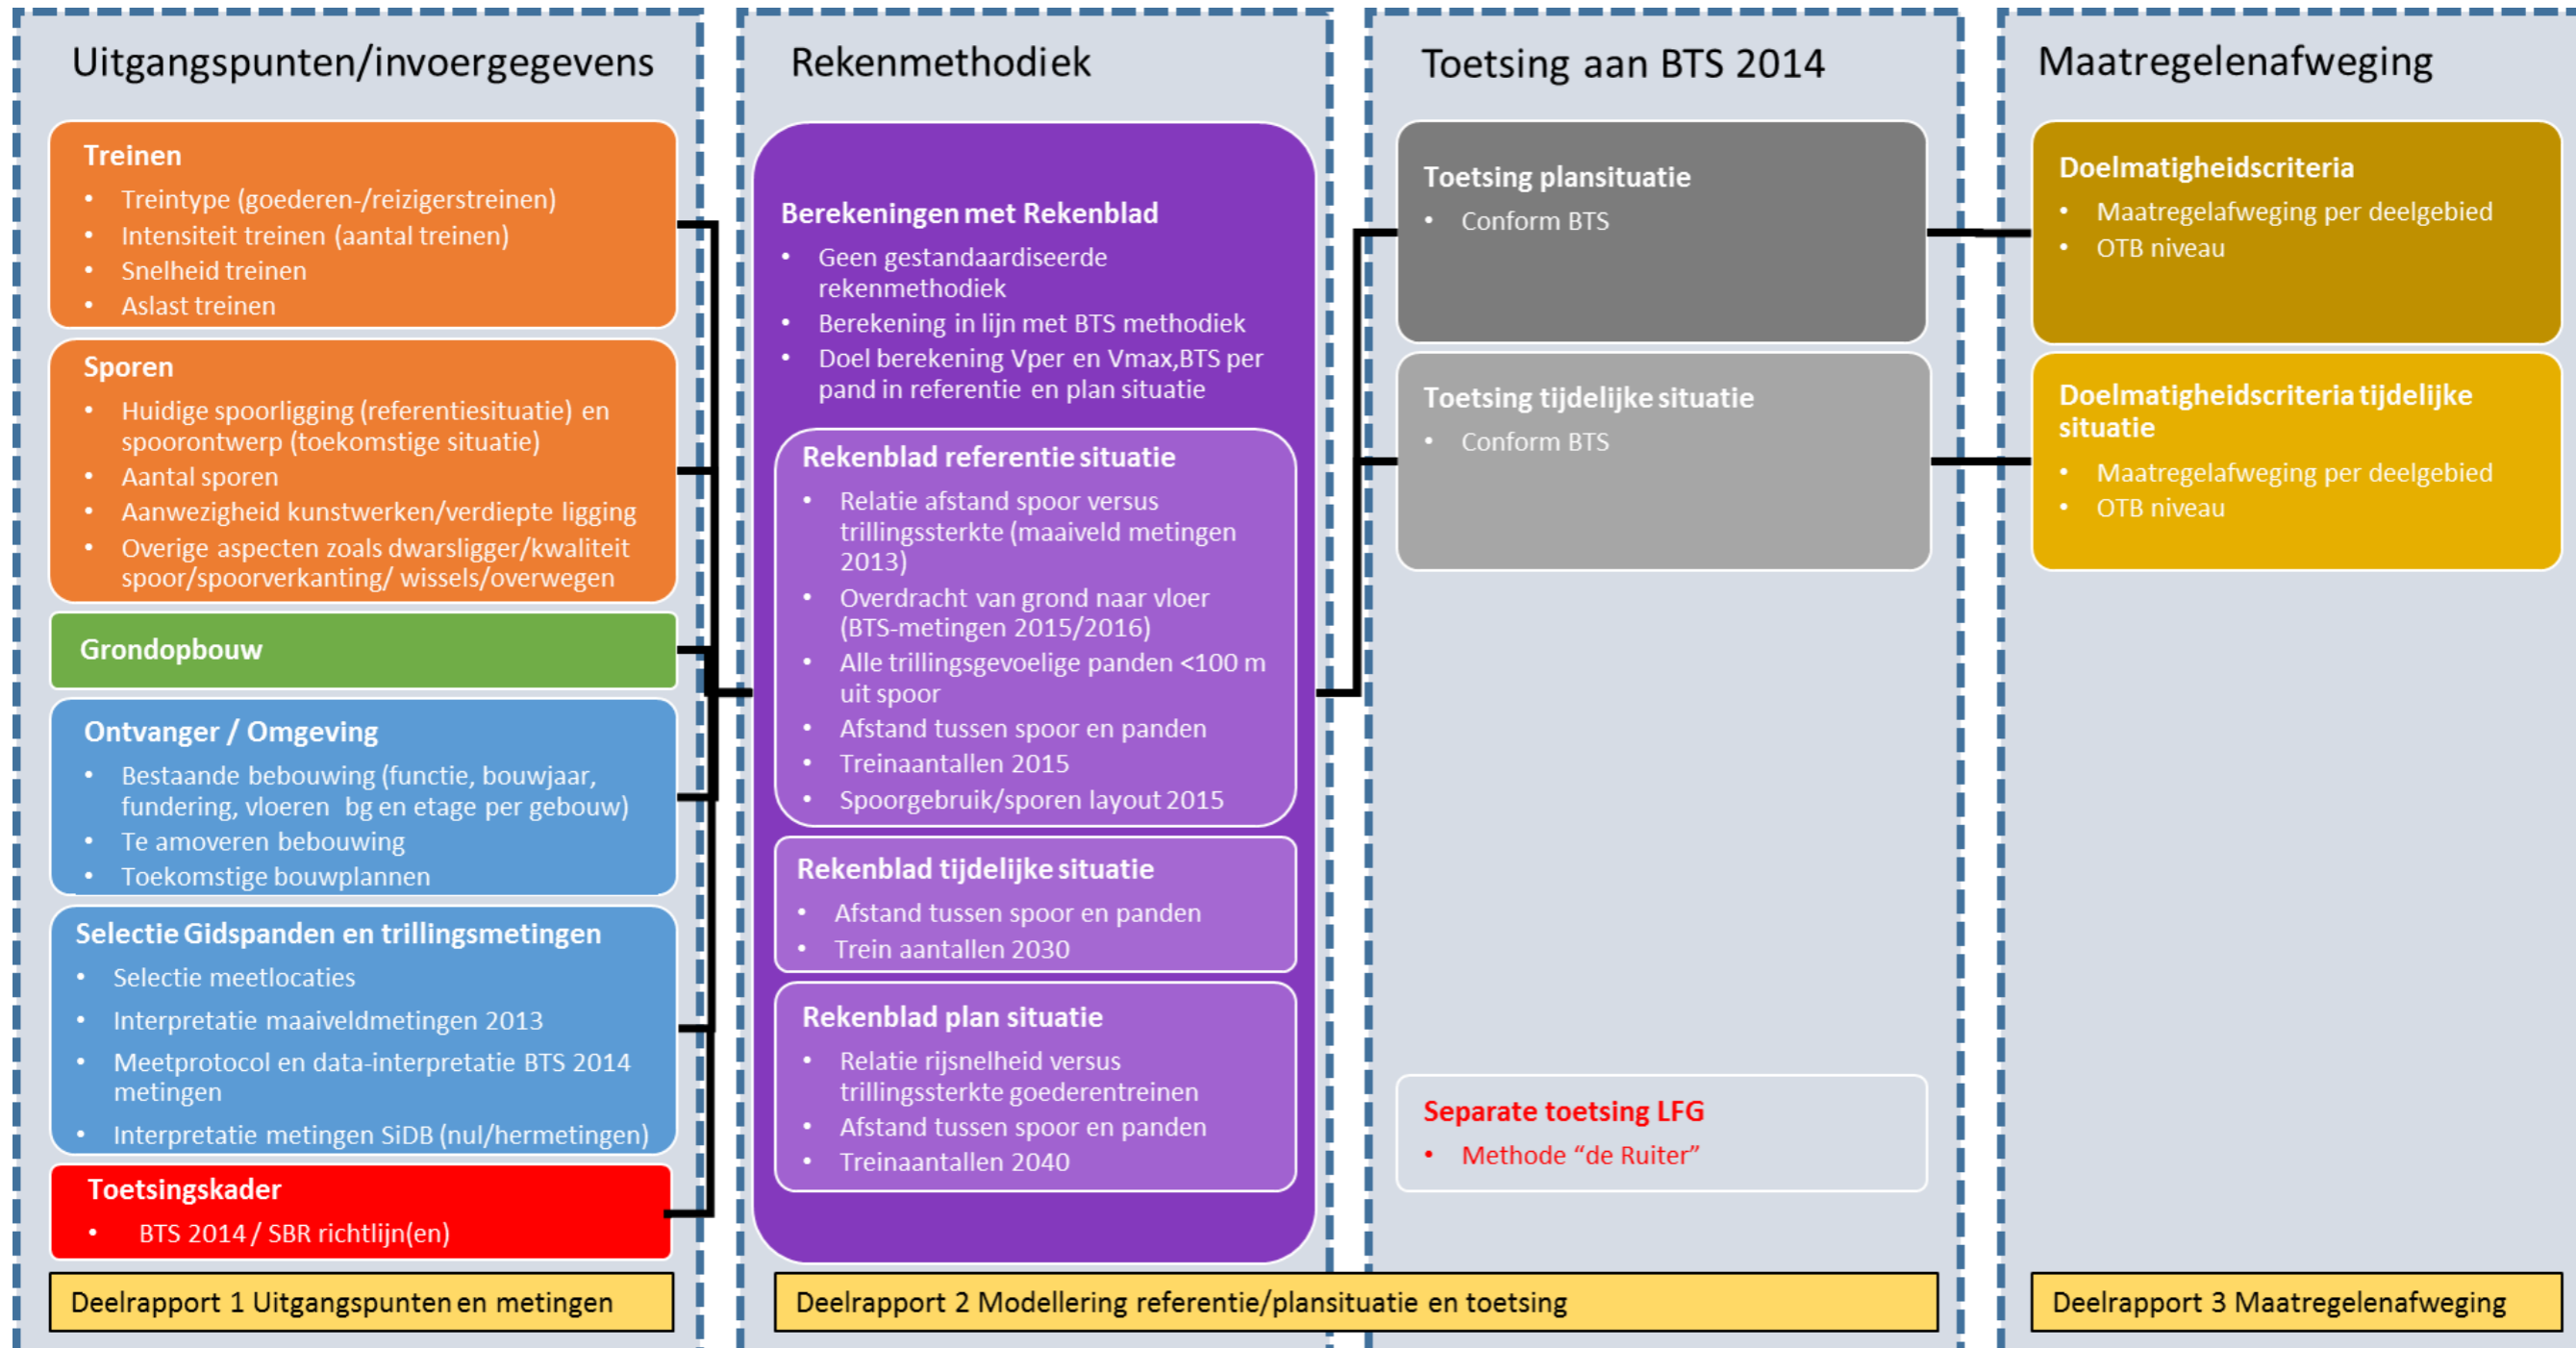 Uitgangspunten/invoergegevens
Treinen
• Treintype (goederen-/reizigerstreinen)
• Intensiteit treinen (aantal treinen)
• Snelheid treinen
• Aslast treinen
Sporen
• Huidige spoorligging (referentiesituatie) en
spoorontwerp (toekomstige situatie)
• Aantal sporen
• Aanwezigheid kunstwerken/verdiepte ligging
• Overige aspecten zoals dwarsligger/kwaliteit
spoor/spoorverkanting/ wissels/overwegen
Grondopbouw
Ontvanger / Omgeving
• Bestaande bebouwing (functie, bouwjaar,
fundering, vloeren bg en etage per gebouw)
• Te amoveren bebouwing
• Toekomstige bouwplannen
Selectie Gidspanden en trillingsmetingen
• Selectie meetlocaties
• Interpretatie maaiveldmetingen 2013
• Meetprotocol en data-interpretatie BTS 2014
metingen
• Interpretatie metingen SiDB (nul/hermetingen)
Toetsingskader
• BTS 2014 / SBR richtlijn(en)
Deelrapport 1 Uitgangspunten en metingen
Rekenmethodiek
Berekeningen met Rekenblad
• Geen gestandaardiseerde
rekenmethodiek
• Berekening in lijn met BTS methodiek
• Doel berekening Vper en Vmax,BTS per
pand in referentie en plan situatie
Rekenblad referentie situatie
• Relatie afstand spoor versus
trillingssterkte (maaiveld metingen
2013)
• Overdracht van grond naar vloer
(BTS-metingen 2015/2016)
• Alle trillingsgevoelige panden <100 m
uit spoor
• Afstand tussen spoor en panden
• Treinaantallen 2015
• Spoorgebruik/sporen layout 2015
Rekenblad tijdelijke situatie
• Afstand tussen spoor en panden
• Trein aantallen 2030
Rekenblad plan situatie
• Relatie rijsnelheid versus
trillingssterkte goederentreinen
• Afstand tussen spoor en panden
• Treinaantallen 2040
Toetsing aan BTS 2014
Toetsing plansituatie
• Conform BTS
Toetsing tijdelijke situatie
• Conform BTS
Separate toetsing LFG
• Methode “de Ruiter”
Deelrapport 2 Modellering referentie/plansituatie en toetsing
Maatregelenafweging
Doelmatigheidscriteria
• Maatregelafweging per deelgebied
• OTB niveau
Doelmatigheidscriteria tijdelijke
situatie
• Maatregelafweging per deelgebied
• OTB niveau
Deelrapport 3 Maatregelenafweging